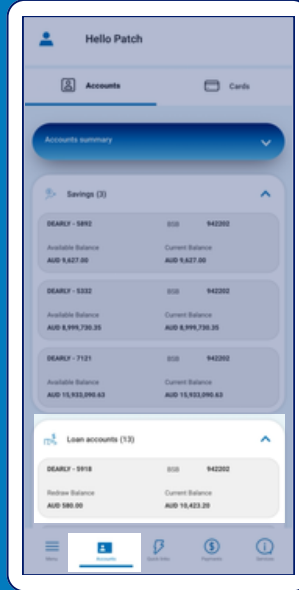 Hello Patch
Accounts Cards
Accounts summary
Savings (3)
DEARLY - 5892 BSB 942202
Available Balance Current Balance
AUD 9,627.00 AUD 9,627.00
DEARLY - 5332 BSB 942202
Available Balance Current Balance
AUD 8,999,730.35 AUD 8,999,730.35
DEARLY - 7121 BSB 942202
Available Balance Current Balance
AUD 15,933,090.63 AUD 15,933,090.63
Loan accounts (13)
DEARLY - 5918 BSB 942202
Redraw Balance Current Balance
AUD 580.00 AUD 10,423.20
Menu Accounts Quick links Payments Services